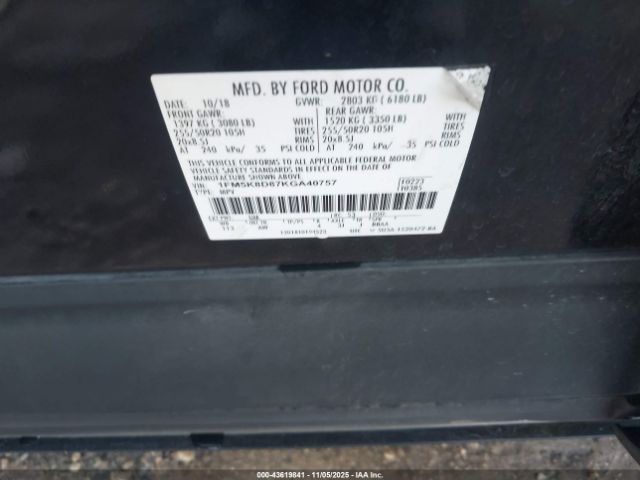 MFD. BY FORD MOTOR CO.
DATE: 10/18 GVWR: 2803 KG ( 6180 LB)
FRONT GAWR: REAR GAWR:
1397 KG ( 3080 LB) WITH 1520 KG ( 3350 LB) WITH
255/50R20 105H TIRES 255/50R20 105H TIRES
20x8.5J RIMS 20x8.5J RIMS
AT 240 kPa/ 35 PSI COLD AT 240 kPa/ 35 PSI COLD
THIS VEHICLE CONFORMS TO ALL APPLICABLE FEDERAL MOTOR
VEHICLE SAFETY STANDARDS IN EFFECT ON THE DATE OF
MANUFACTURE SHOWN ABOVE.
VIN: 1FM5K8D87KGA40757
TYPE: MPV
00-43619841 | 11/05/2025 | IAAI.com